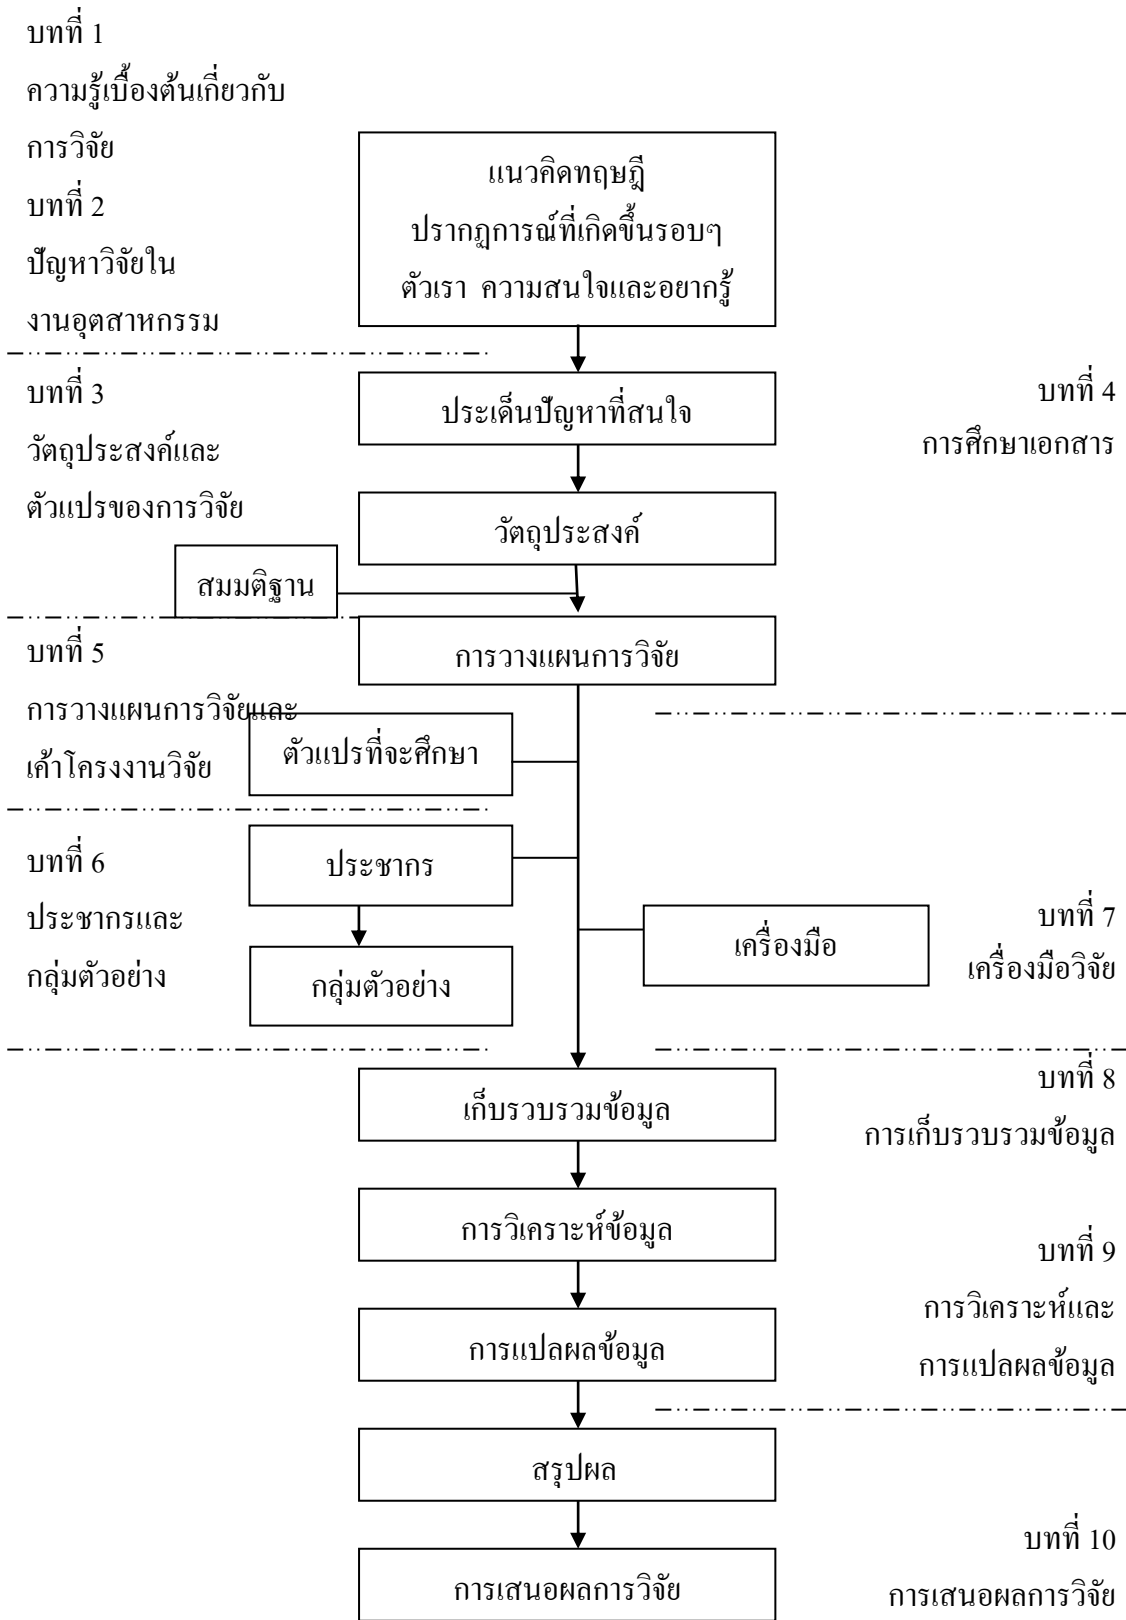 บทที่ 1
ความรู้เบื้องต้นเกี่ยวกับ
การวิจัย
บทที่ 2
ปัญหาวิจัยใน
งานอุตสาหกรรม
แนวคิดทฤษฎี
ปรากฏการณ์ที่เกิดขึ้นรอบๆ
ตัวเรา ความสนใจและอยากรู้
บทที่ 3
วัตถุประสงค์และ
ตัวแปรของการวิจัย
ประเด็นปัญหาที่สนใจ
บทที่ 4
การศึกษาเอกสาร
วัตถุประสงค์
สมมติฐาน
บทที่ 5
การวางแผนการวิจัยและ
เค้าโครงงานวิจัย
การวางแผนการวิจัย
ตัวแปรที่จะศึกษา
บทที่ 6
ประชากรและ
กลุ่มตัวอย่าง
ประชากร
กลุ่มตัวอย่าง
เครื่องมือ
บทที่ 7
เครื่องมือวิจัย
เก็บรวบรวมข้อมูล
บทที่ 8
การเก็บรวบรวมข้อมูล
การวิเคราะห์ข้อมูล
การแปลผลข้อมูล
บทที่ 9
การวิเคราะห์และ
การแปลผลข้อมูล
สรุปผล
การเสนอผลการวิจัย
บทที่ 10
การเสนอผลการวิจัย